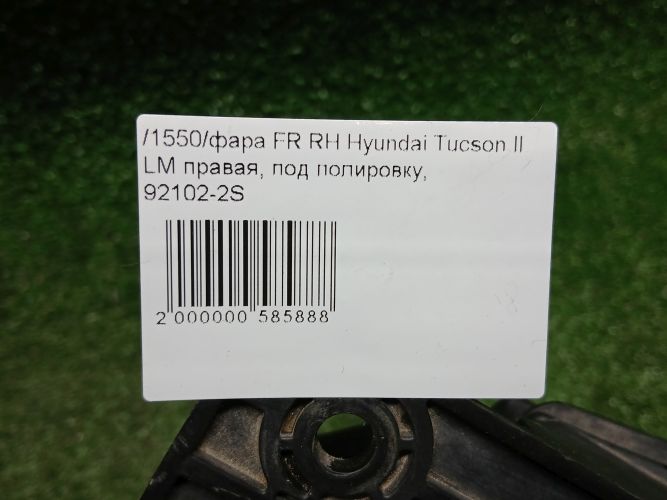 /1550/фара FR RH Hyundai Tucson II
LM правая, под полировку,
92102-2S
2 000000 585888